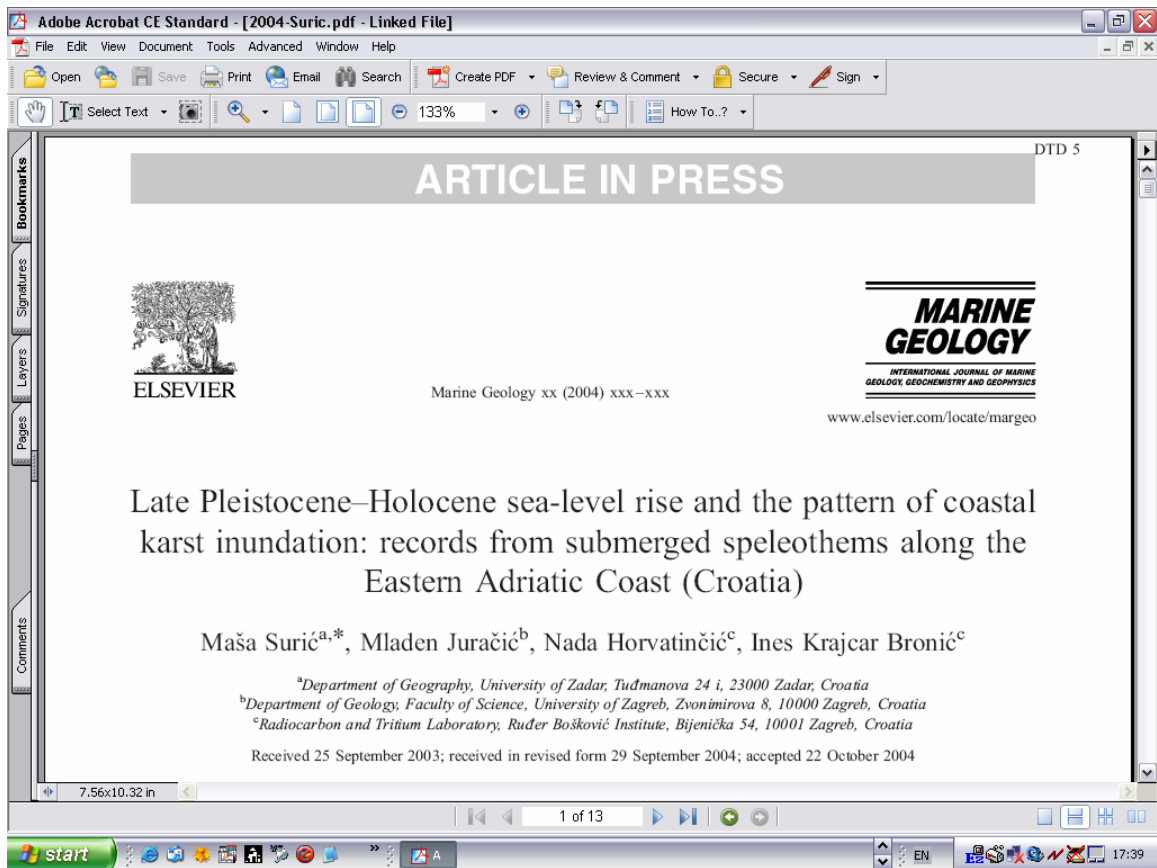 Adobe Acrobat CE Standard - [2004-Suric.pdf - Linked File]
File Edit View Document Tools Advanced Window Help
Open Save Print Email Search Create PDF Review & Comment Secure Sign
Select Text 133% How To..?
Bookmarks
Signatures
Layers
Pages
Comments
DTD 5
ARTICLE IN PRESS
ELSEVIER
Marine Geology xx (2004) xxx–xxx
MARINE
GEOLOGY
INTERNATIONAL JOURNAL OF MARINE
GEOLOGY, GEOCHEMISTRY AND GEOPHYSICS
www.elsevier.com/locate/margeo
Late Pleistocene–Holocene sea-level rise and the pattern of coastal
karst inundation: records from submerged speleothems along the
Eastern Adriatic Coast (Croatia)
Maša Surić a,*, Mladen Juračić b, Nada Horvatinčić c, Ines Krajcar Bronić c
a Department of Geography, University of Zadar, Tuđmanova 24 i, 23000 Zadar, Croatia
b Department of Geology, Faculty of Science, University of Zagreb, Zvonimirova 8, 10000 Zagreb, Croatia
c Radiocarbon and Tritium Laboratory, Ruđer Bošković Institute, Bijenička 54, 10001 Zagreb, Croatia
Received 25 September 2003; received in revised form 29 September 2004; accepted 22 October 2004
7.56x10.32 in
1 of 13
start A EN 17:39